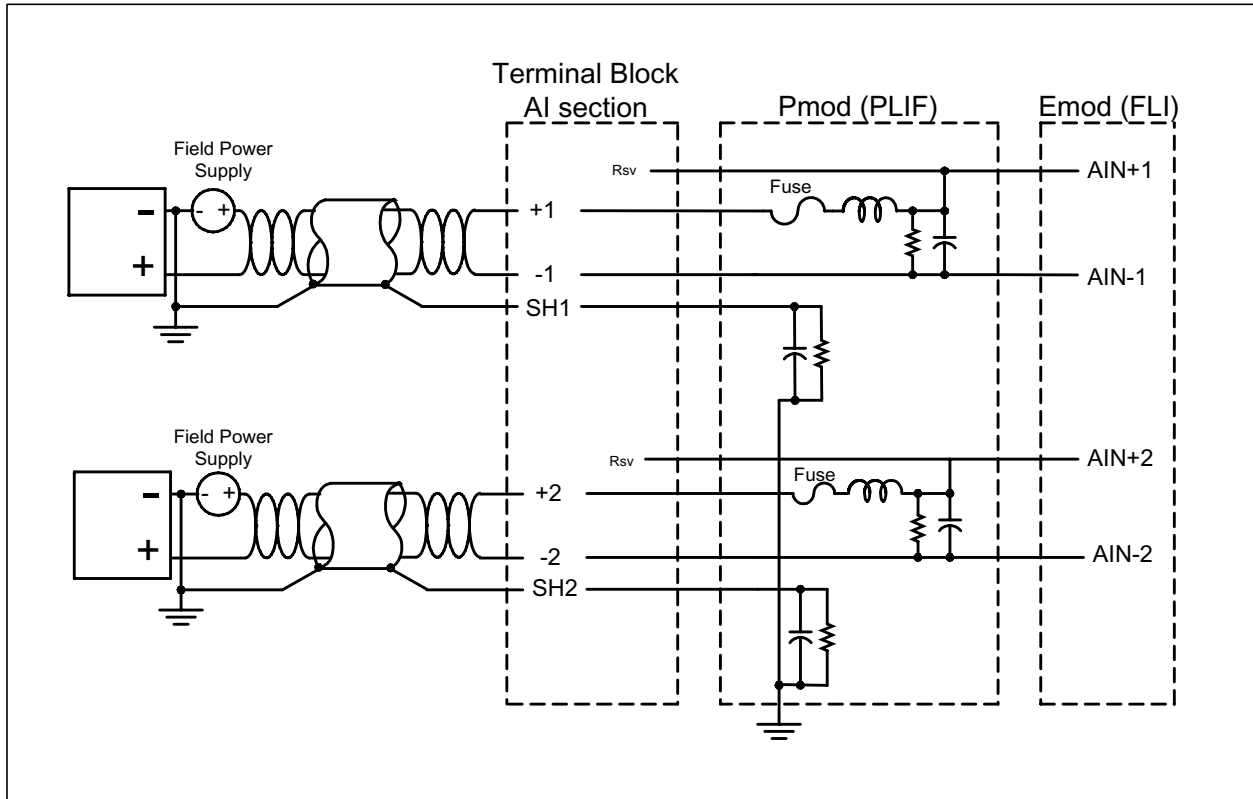 Terminal Block
AI section
Pmod (PLIF)
Emod (FLI)
Field Power
Supply
Rsv
AIN+1
Fuse
-
- +
+1
+
-1
AIN-1
SH1
Field Power
Supply
Rsv
AIN+2
Fuse
-
- +
+2
+
-2
AIN-2
SH2